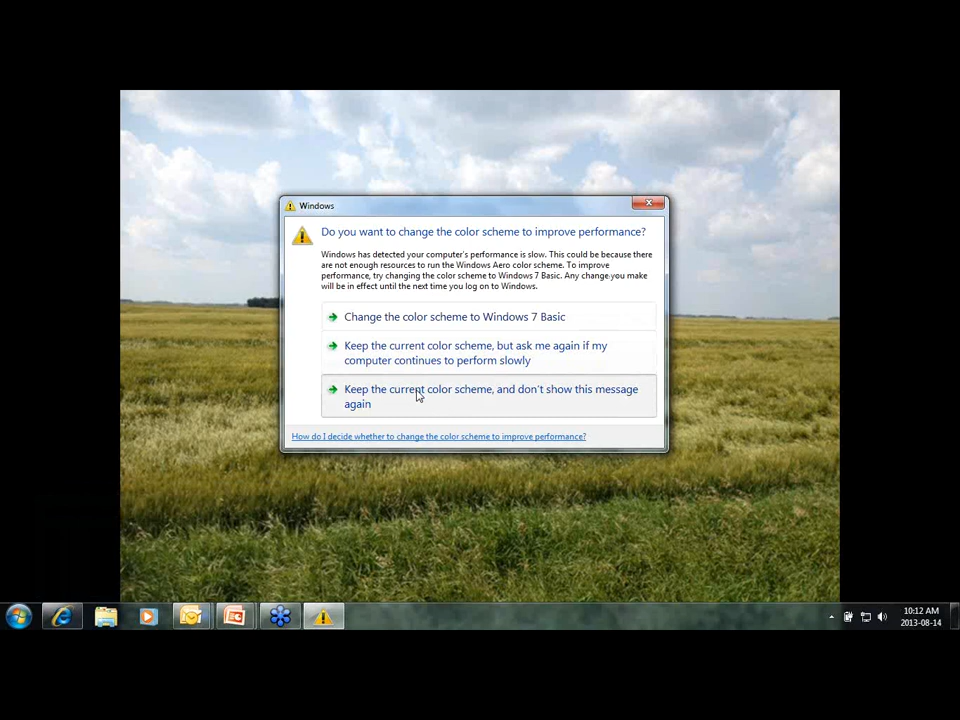 Windows
Do you want to change the color scheme to improve performance?
Windows has detected your computer's performance is slow. This could be because there
are not enough resources to run the Windows Aero color scheme. To improve
performance, try changing the color scheme to Windows 7 Basic. Any change you make
will be in effect until the next time you log on to Windows.
Change the color scheme to Windows 7 Basic
Keep the current color scheme, but ask me again if my
computer continues to perform slowly
Keep the current color scheme, and don't show this message
again
How do I decide whether to change the color scheme to improve performance?
10:12 AM
2013-08-14